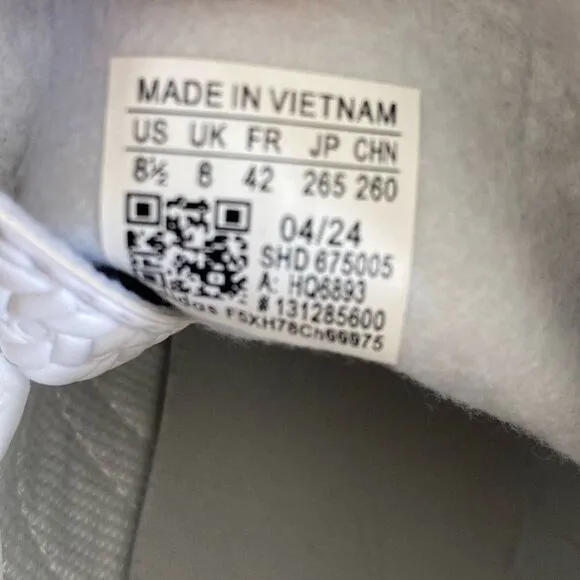 MADE IN VIETNAM
US UK FR JP CHN
8½ 8 42 265 260
04/24
SHD 675005
A: HQ6893
# 131285600
F5XH78Ch66975